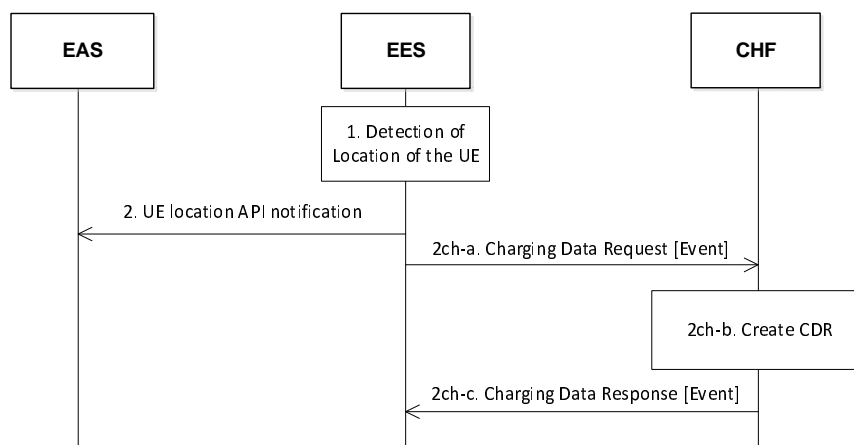 EAS
EES
CHF
1. Detection of
Location of the UE
2. UE location API notification
2ch-a. Charging Data Request [Event]
2ch-b. Create CDR
2ch-c. Charging Data Response [Event]